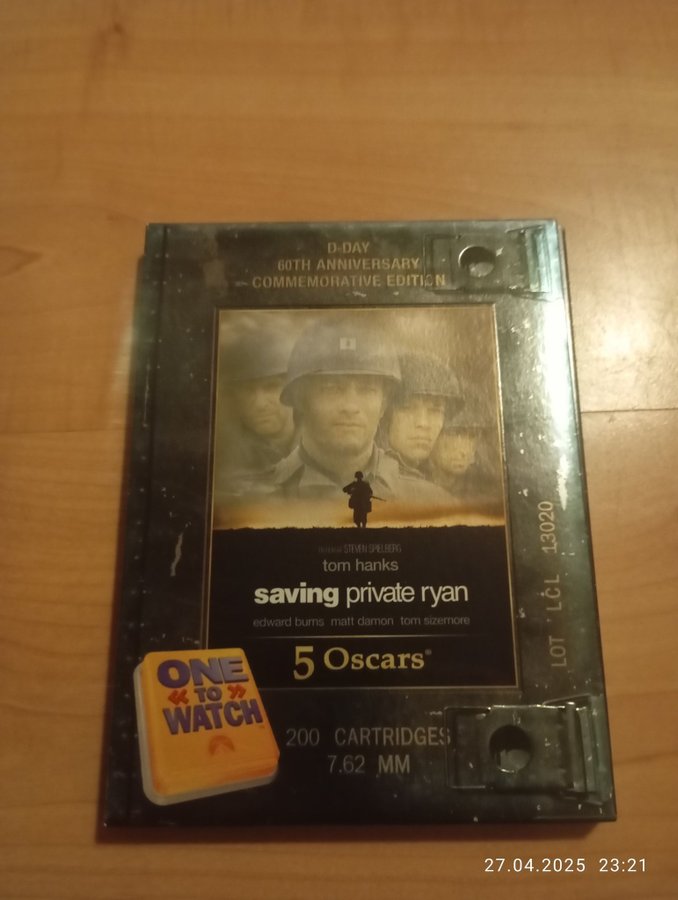 D-DAY
60TH ANNIVERSARY
COMMEMORATIVE EDITION
STEVEN SPIELBERG
tom hanks
saving private ryan
edward burns matt damon tom sizemore
5 Oscars®
LOT LCL 13020
ONE
« TO »
WATCH
200 CARTRIDGES
7.62 MM
27.04.2025 23:21